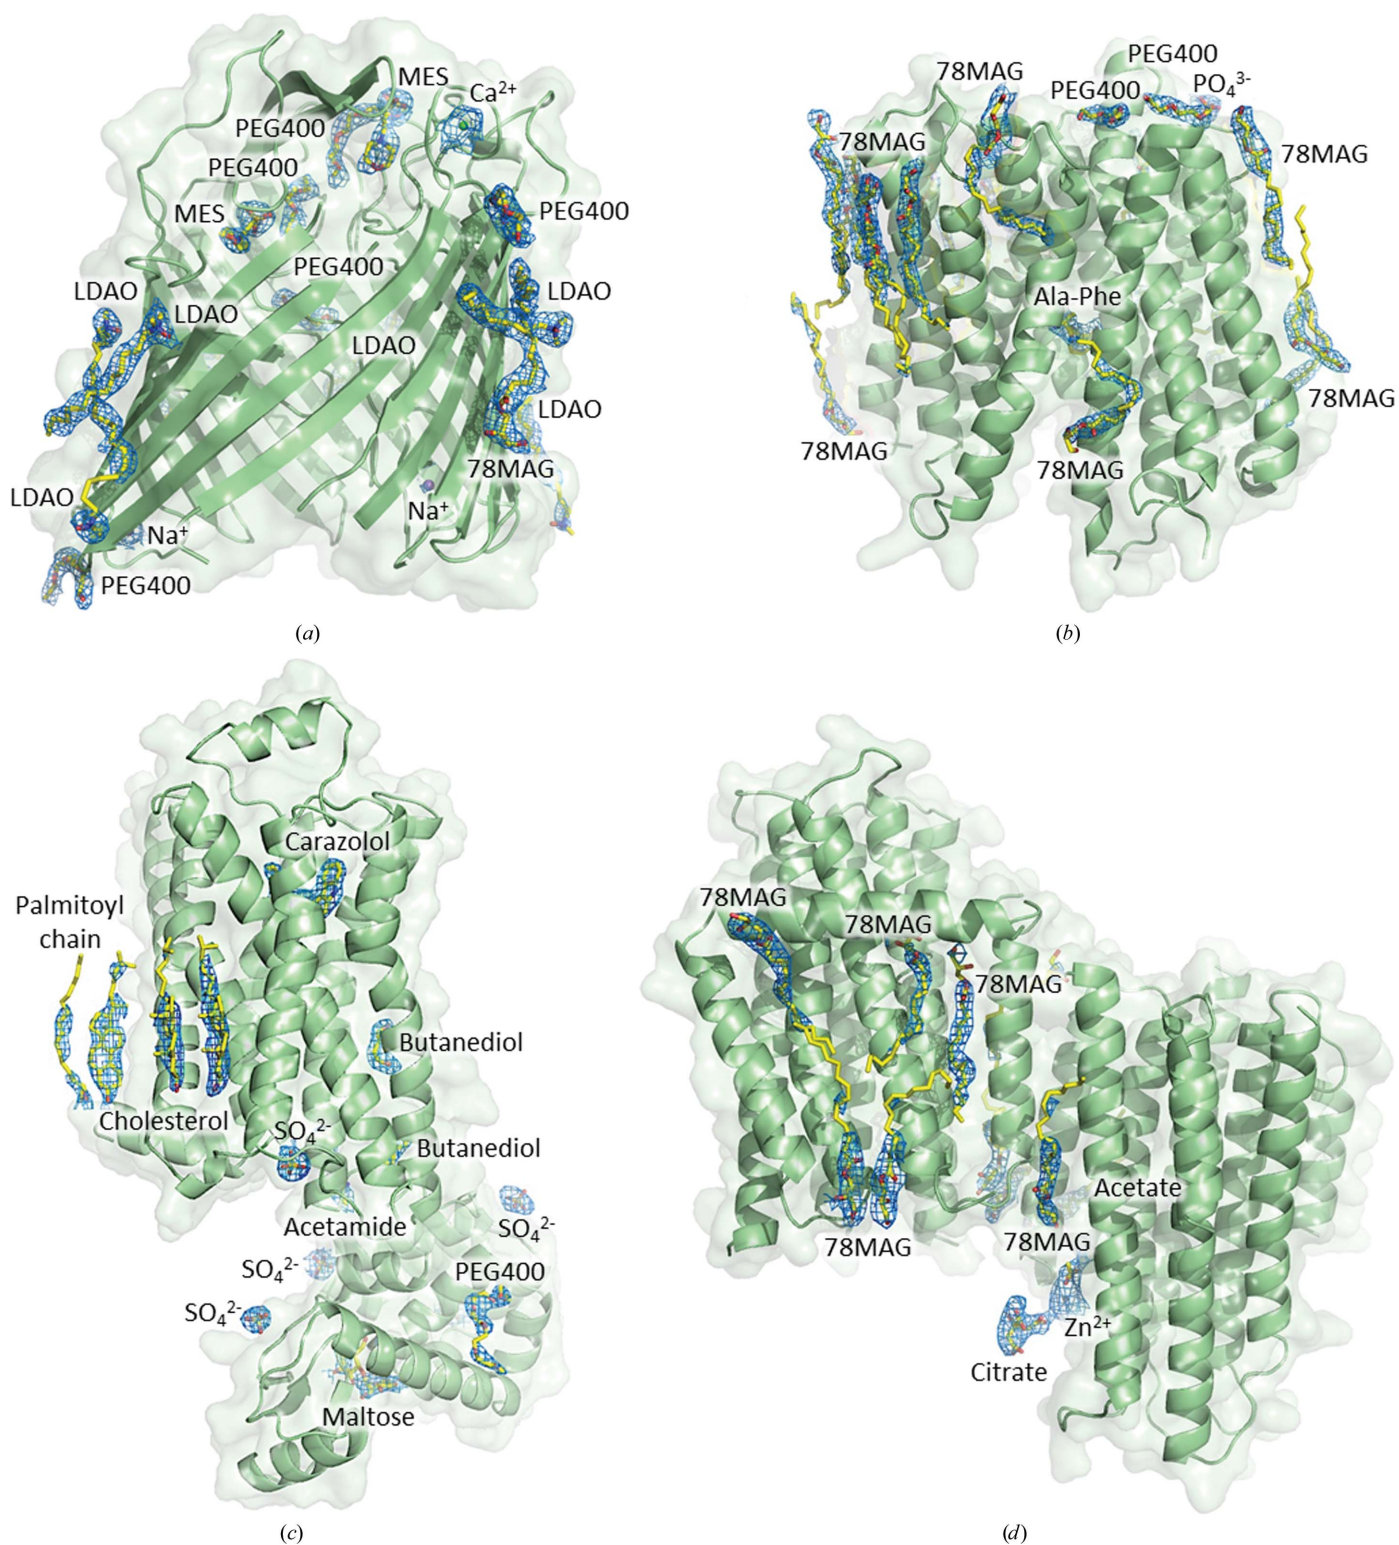 MES
Ca²⁺
PEG400
PEG400
MES
PEG400
PEG400
LDAO
LDAO
LDAO
LDAO
LDAO
78MAG
LDAO
Na⁺
Na⁺
PEG400
(a)
PEG400
78MAG
PEG400
PO₄³⁻
78MAG
78MAG
Ala-Phe
78MAG
78MAG
78MAG
(b)
Carazolol
Palmitoyl
chain
Butanediol
Cholesterol
SO₄²⁻
Butanediol
Acetamide
SO₄²⁻
SO₄²⁻
PEG400
SO₄²⁻
Maltose
(c)
78MAG
78MAG
78MAG
Acetate
78MAG
78MAG
Zn²⁺
Citrate
(d)